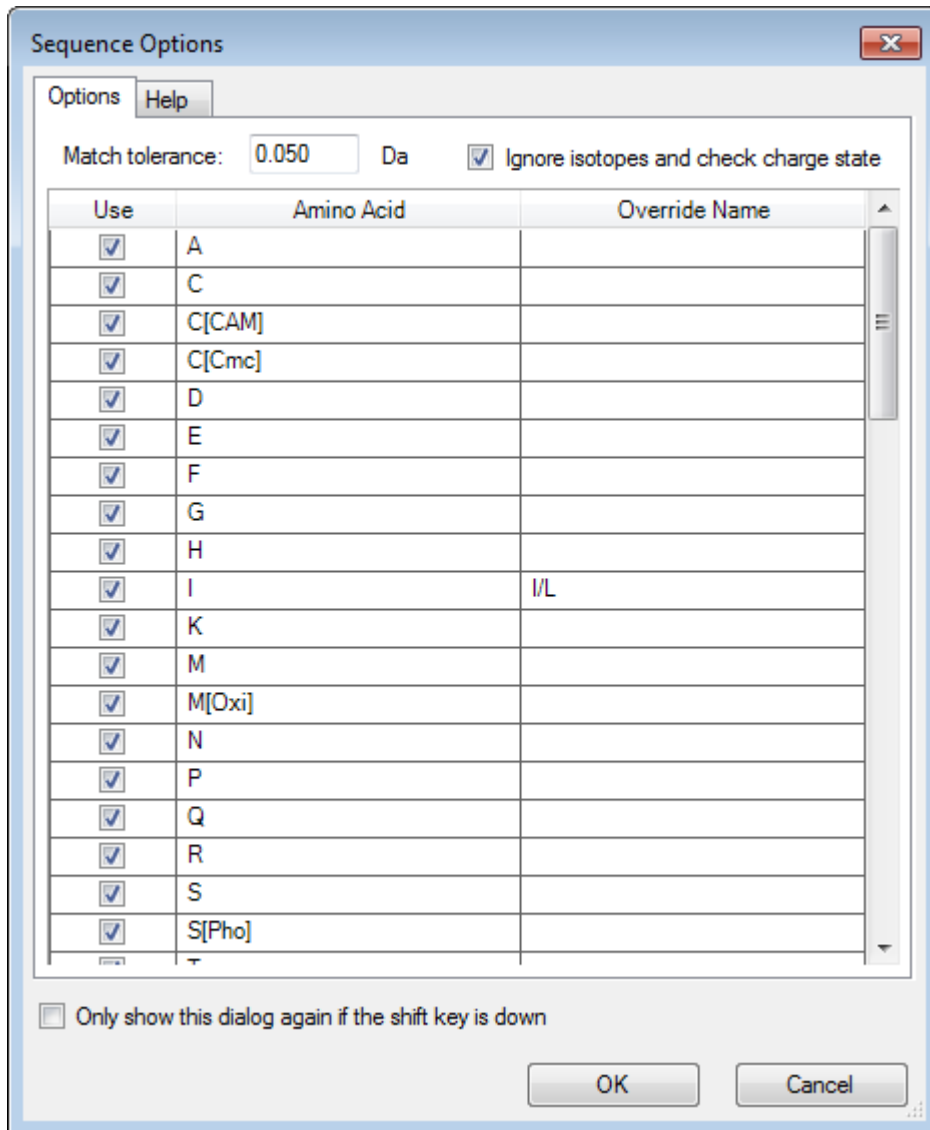 Sequence Options
Options Help
Match tolerance: 0.050 Da Ignore isotopes and check charge state
Use Amino Acid Override Name
A
C
C[CAM]
C[Cmc]
D
E
F
G
H
I I/L
K
M
M[Oxi]
N
P
Q
R
S
S[Pho]
Only show this dialog again if the shift key is down
OK Cancel